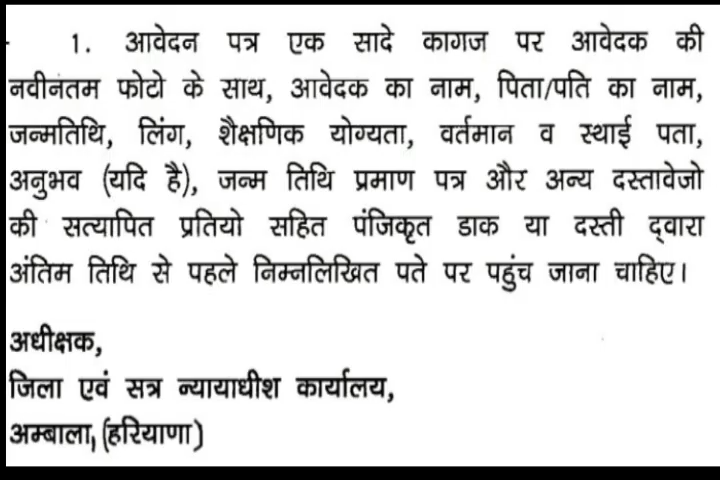 1. आवेदन पत्र एक सादे कागज पर आवेदक की
नवीनतम फोटो के साथ, आवेदक का नाम, पिता/पति का नाम,
जन्मतिथि, लिंग, शैक्षणिक योग्यता, वर्तमान व स्थाई पता,
अनुभव (यदि है), जन्म तिथि प्रमाण पत्र और अन्य दस्तावेजो
की सत्यापित प्रतियो सहित पंजिकृत डाक या दस्ती द्वारा
अंतिम तिथि से पहले निम्नलिखित पते पर पहुंच जाना चाहिए।
अधीक्षक,
जिला एवं सत्र न्यायाधीश कार्यालय,
अम्बाला, (हरियाणा)